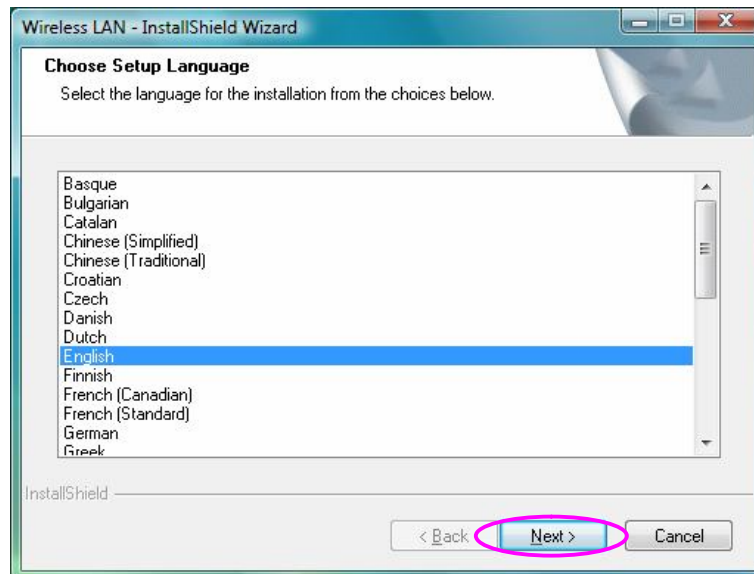 Wireless LAN - InstallShield Wizard
Choose Setup Language
Select the language for the installation from the choices below.
Basque
Bulgarian
Catalan
Chinese (Simplified)
Chinese (Traditional)
Croatian
Czech
Danish
Dutch
English
Finnish
French (Canadian)
French (Standard)
German
Greek
InstallShield
< Back Next > Cancel